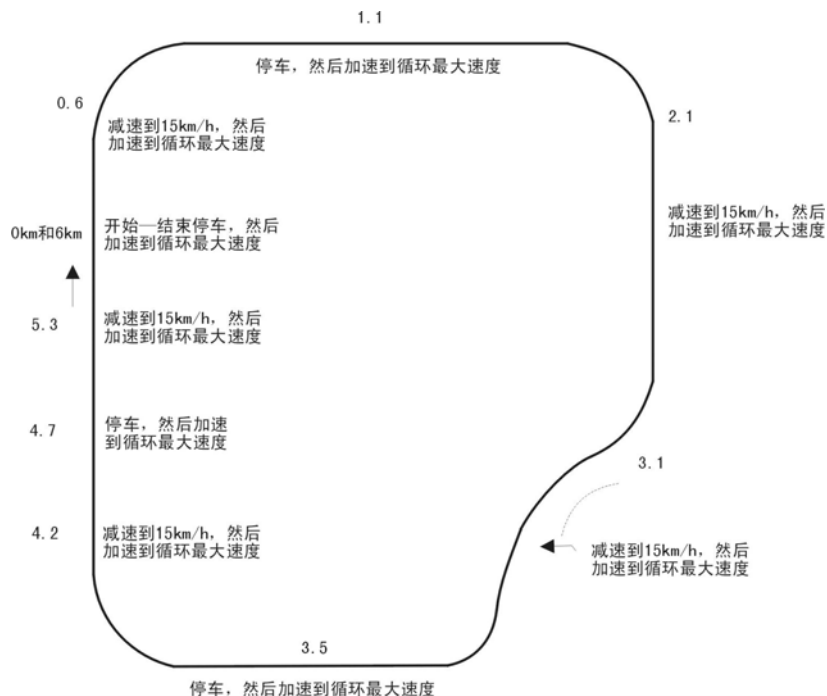 1.1
停车，然后加速到循环最大速度
0.6
减速到15km/h，然后
加速到循环最大速度
2.1
减速到15km/h，然后
加速到循环最大速度
0km和6km
开始—结束停车，然后
加速到循环最大速度
5.3
减速到15km/h，然后
加速到循环最大速度
4.7
停车，然后加速
到循环最大速度
3.1
减速到15km/h，然后
加速到循环最大速度
4.2
减速到15km/h，然后
加速到循环最大速度
3.5
停车，然后加速到循环最大速度